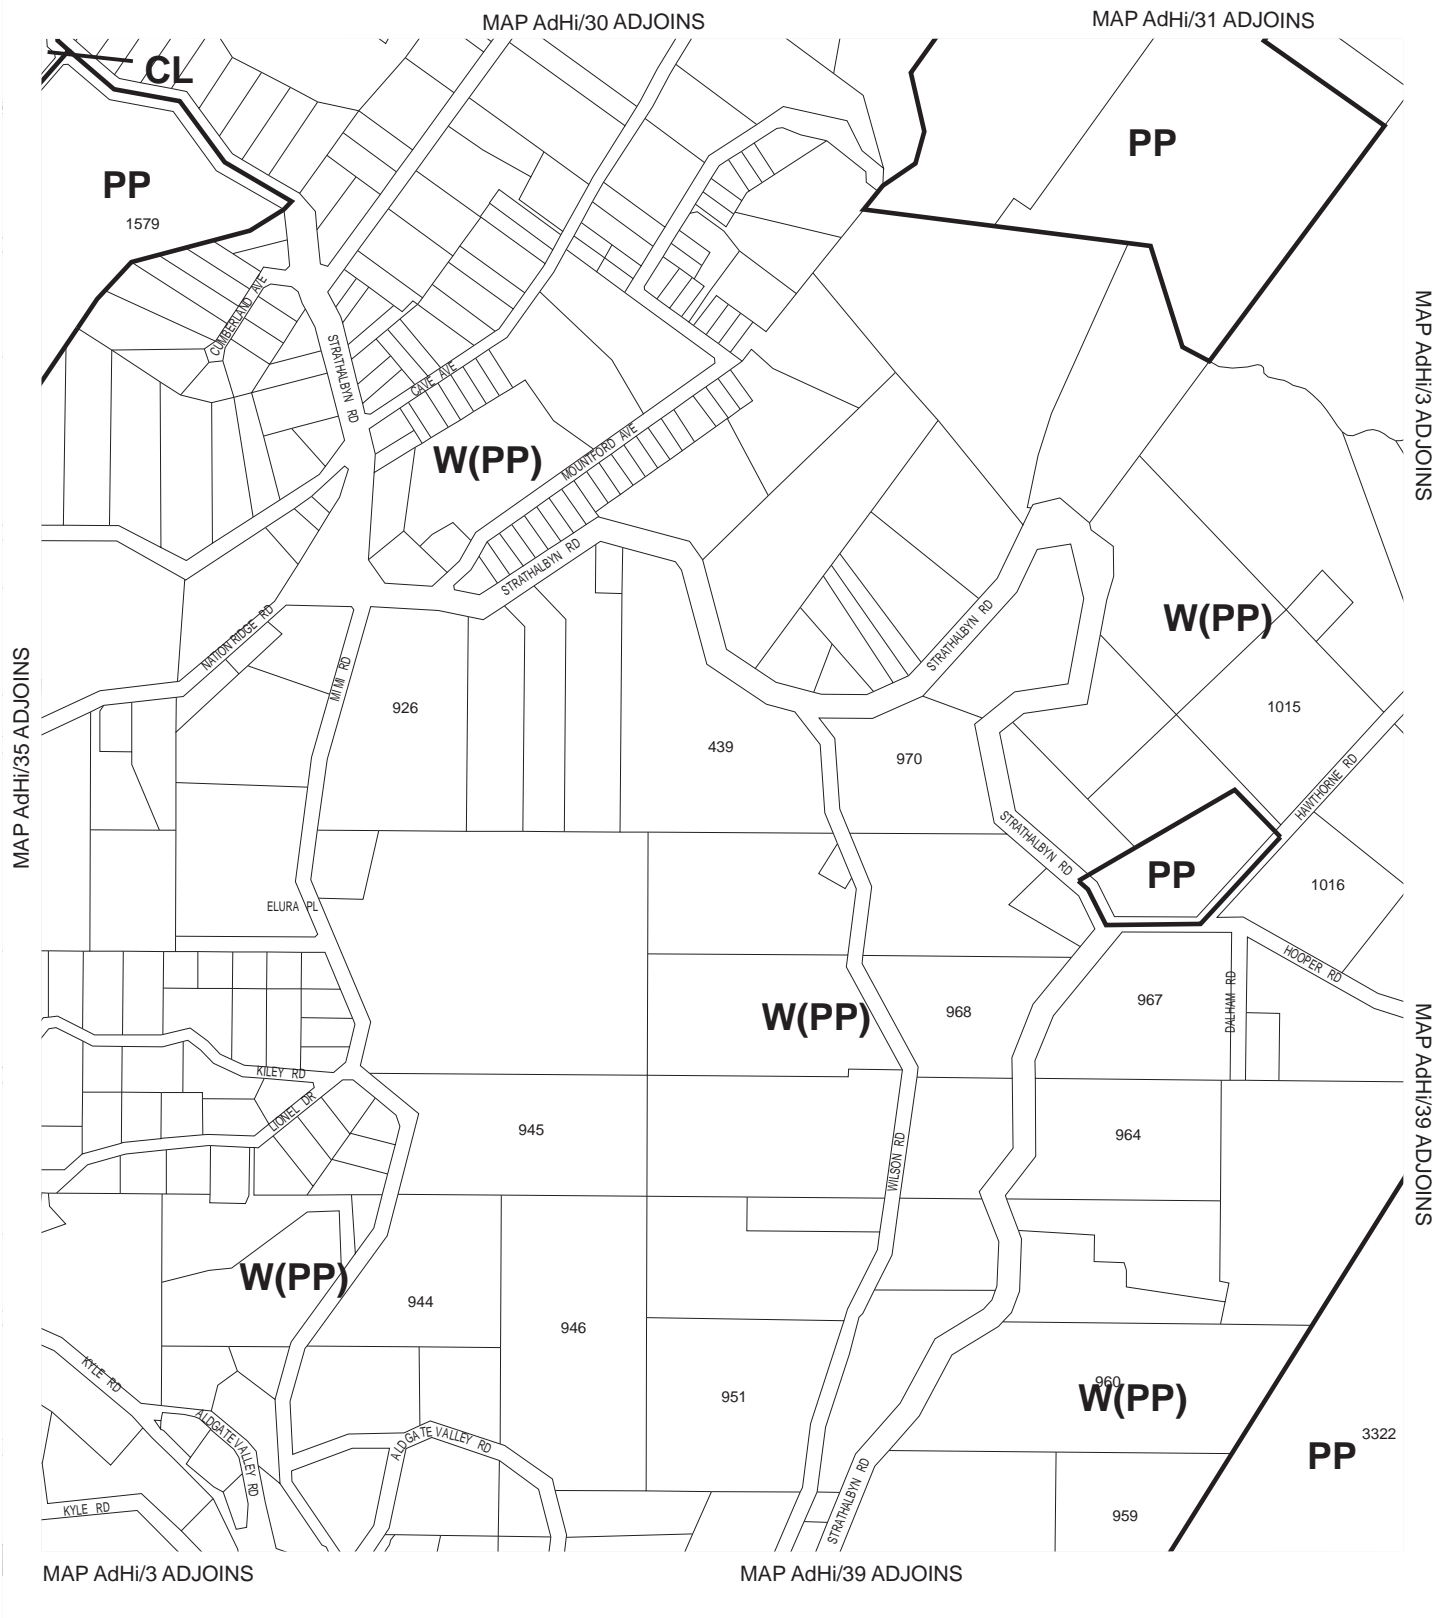 MAP AdHi/30 ADJOINS
MAP AdHi/31 ADJOINS
CL
PP
PP
1579
CUMBERLAND AVE
STRATHALBYN RD
CAVE AVE
MAP AdHi/3 ADJOINS
W(PP)
MOUNTFORD AVE
STRATHALBYN RD
NATION RIDGE RD
STRATHALBYN RD
W(PP)
MI MI RD
MAP AdHi/35 ADJOINS
926
1015
439
970
HAWTHORNE RD
STRATHALBYN RD
PP
1016
ELURA PL
HOOPER RD
DALHAM RD
967
W(PP)
968
MAP AdHi/39 ADJOINS
KILEY RD
LIONEL DR
945
964
WILSON RD
W(PP)
944
946
KYLE RD
960
951
W(PP)
ALDGATE VALLEY RD
ALDGATE VALLEY RD
3322
PP
STRATHALBYN RD
KYLE RD
959
MAP AdHi/3 ADJOINS
MAP AdHi/39 ADJOINS